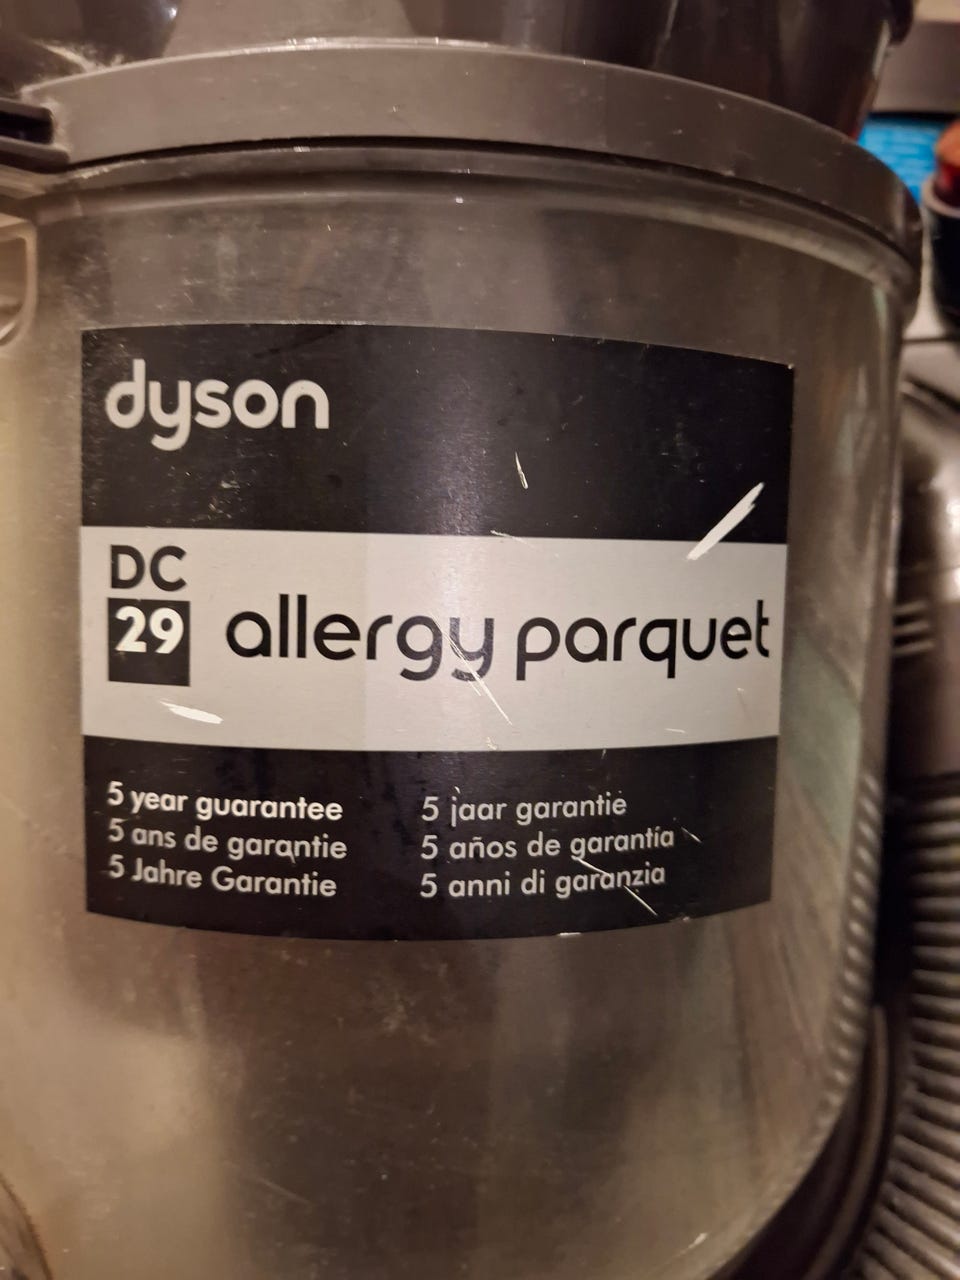 dyson
DC
29
allergy parquet
5 year guarantee
5 ans de garantie
5 Jahre Garantie
5 jaar garantie
5 años de garantía
5 anni di garanzia